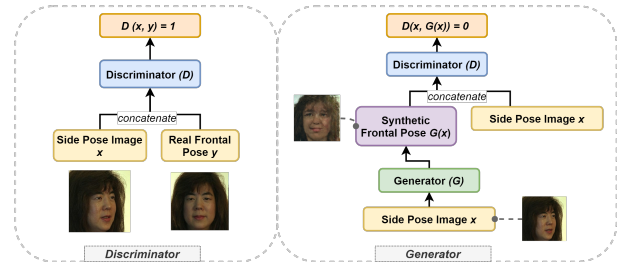 D (x, y) = 1
Discriminator (D)
concatenate
Side Pose Image
x
Real Frontal
Pose y
Discriminator
D(x, G(x)) = 0
Discriminator (D)
concatenate
Synthetic
Frontal Pose G(x)
Side Pose Image x
Generator (G)
Side Pose Image x
Generator